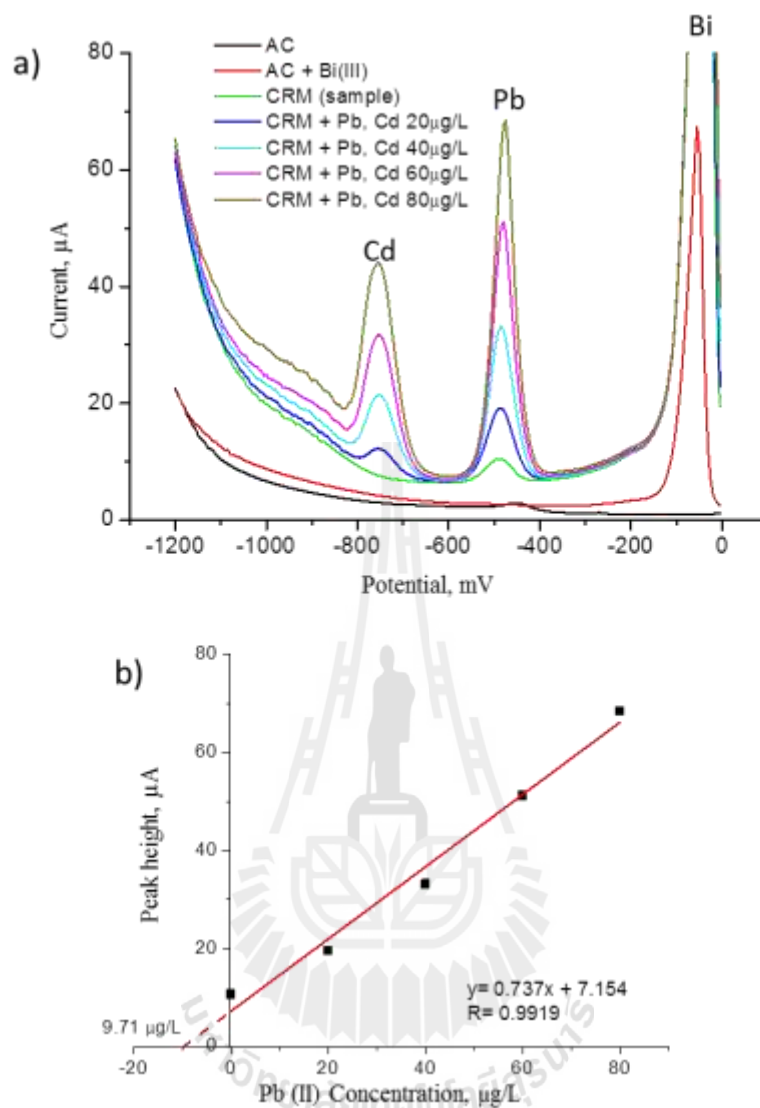 a)
Bi
Pb
Cd
AC
AC + Bi(III)
CRM (sample)
CRM + Pb, Cd 20µg/L
CRM + Pb, Cd 40µg/L
CRM + Pb, Cd 60µg/L
CRM + Pb, Cd 80µg/L
Current, µA
80
60
40
20
0
-1200 -1000 -800 -600 -400 -200 0
Potential, mV
b)
Peak height, µA
80
60
40
20
0
y= 0.737x + 7.154
R= 0.9919
9.71 µg/L
-20 0 20 40 60 80
Pb (II) Concentration, µg/L